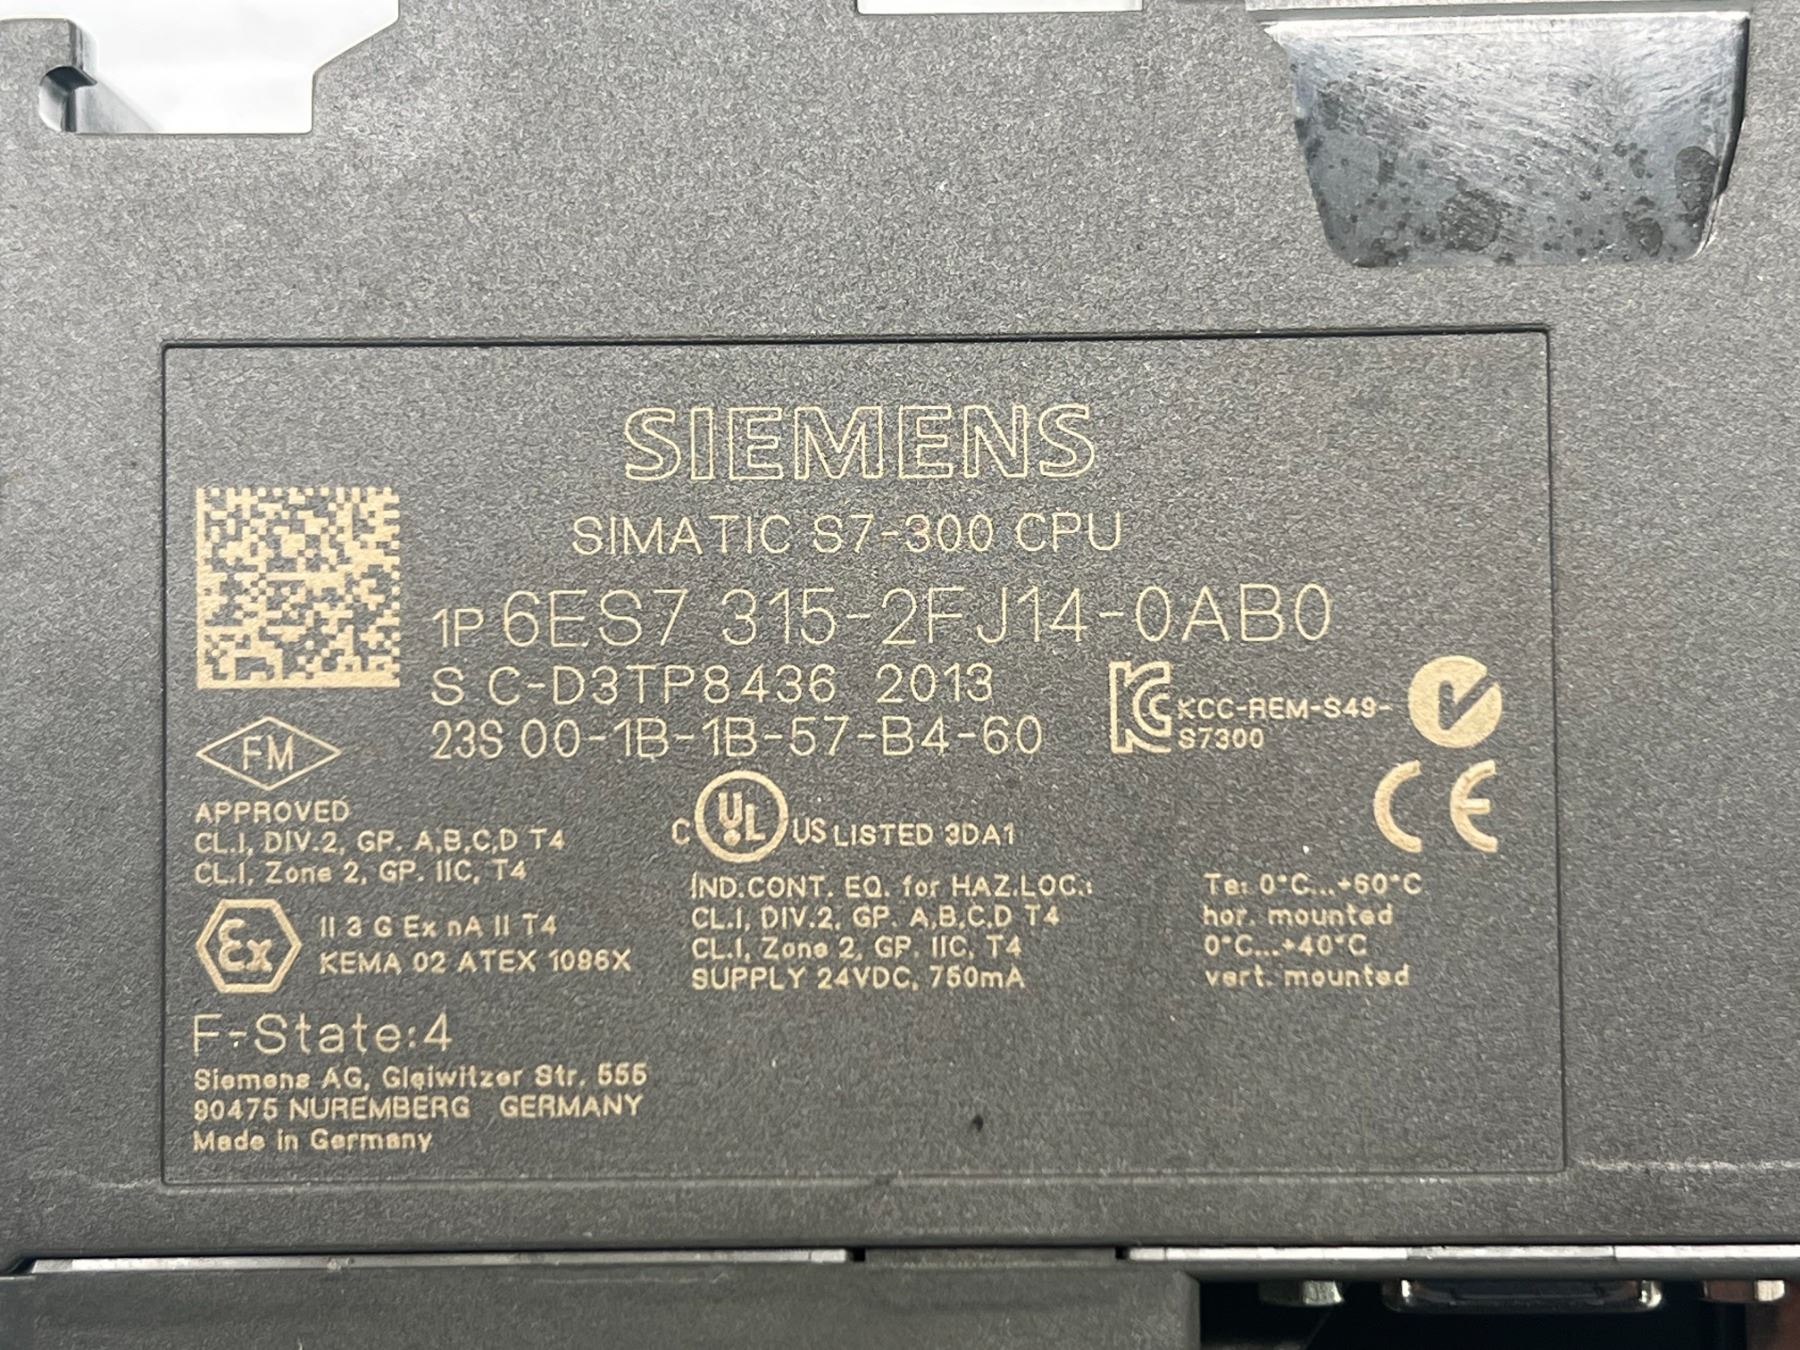 SIEMENS
SIMATIC S7-300 CPU
1P 6ES7 315-2FJ14-0AB0
S C-D3TP8436 2013
23S 00-1B-1B-57-B4-60
KCC-REM-S49-
S7300
FM
APPROVED
CL.I, DIV.2, GP. A,B,C,D T4
CL.I, Zone 2, GP. IIC, T4
C UL US LISTED 3DA1
IND.CONT. EQ. for HAZ.LOC.:
CL.I, DIV.2, GP. A,B,C,D T4
CL.I, Zone 2, GP. IIC, T4
SUPPLY 24VDC, 750mA
CE
Ta: 0°C...+60°C
hor. mounted
0°C...+40°C
vert. mounted
Ex
II 3 G Ex nA II T4
KEMA 02 ATEX 1096X
F-State:4
Siemens AG, Gleiwitzer Str. 555
90475 NUREMBERG GERMANY
Made in Germany